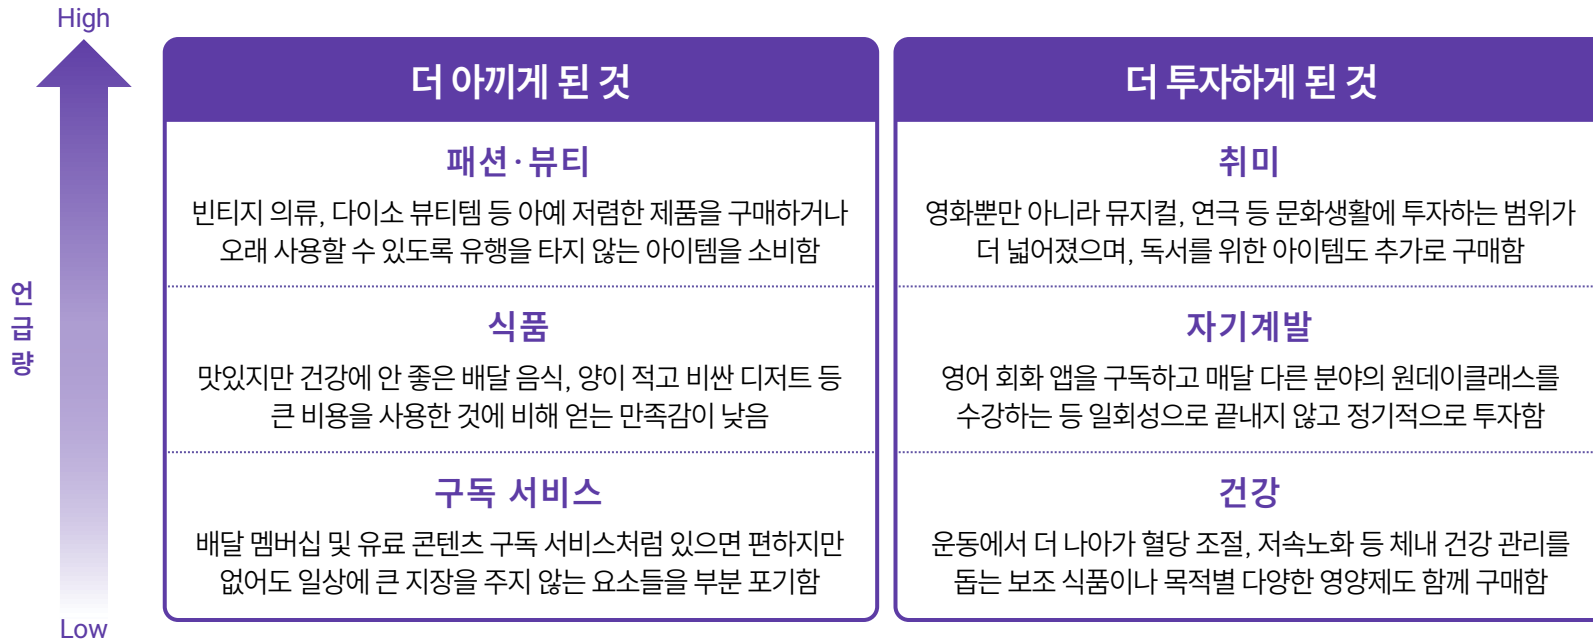 High
언급량
Low
더 아끼게 된 것
패션·뷰티
빈티지 의류, 다이소 뷰티템 등 아예 저렴한 제품을 구매하거나
오래 사용할 수 있도록 유행을 타지 않는 아이템을 소비함
식품
맛있지만 건강에 안 좋은 배달 음식, 양이 적고 비싼 디저트 등
큰 비용을 사용한 것에 비해 얻는 만족감이 낮음
구독 서비스
배달 멤버십 및 유료 콘텐츠 구독 서비스처럼 있으면 편하지만
없어도 일상에 큰 지장을 주지 않는 요소들을 부분 포기함
더 투자하게 된 것
취미
영화뿐만 아니라 뮤지컬, 연극 등 문화생활에 투자하는 범위가
더 넓어졌으며, 독서를 위한 아이템도 추가로 구매함
자기계발
영어 회화 앱을 구독하고 매달 다른 분야의 원데이클래스를
수강하는 등 일회성으로 끝내지 않고 정기적으로 투자함
건강
운동에서 더 나아가 혈당 조절, 저속노화 등 체내 건강 관리를
돕는 보조 식품이나 목적별 다양한 영양제도 함께 구매함